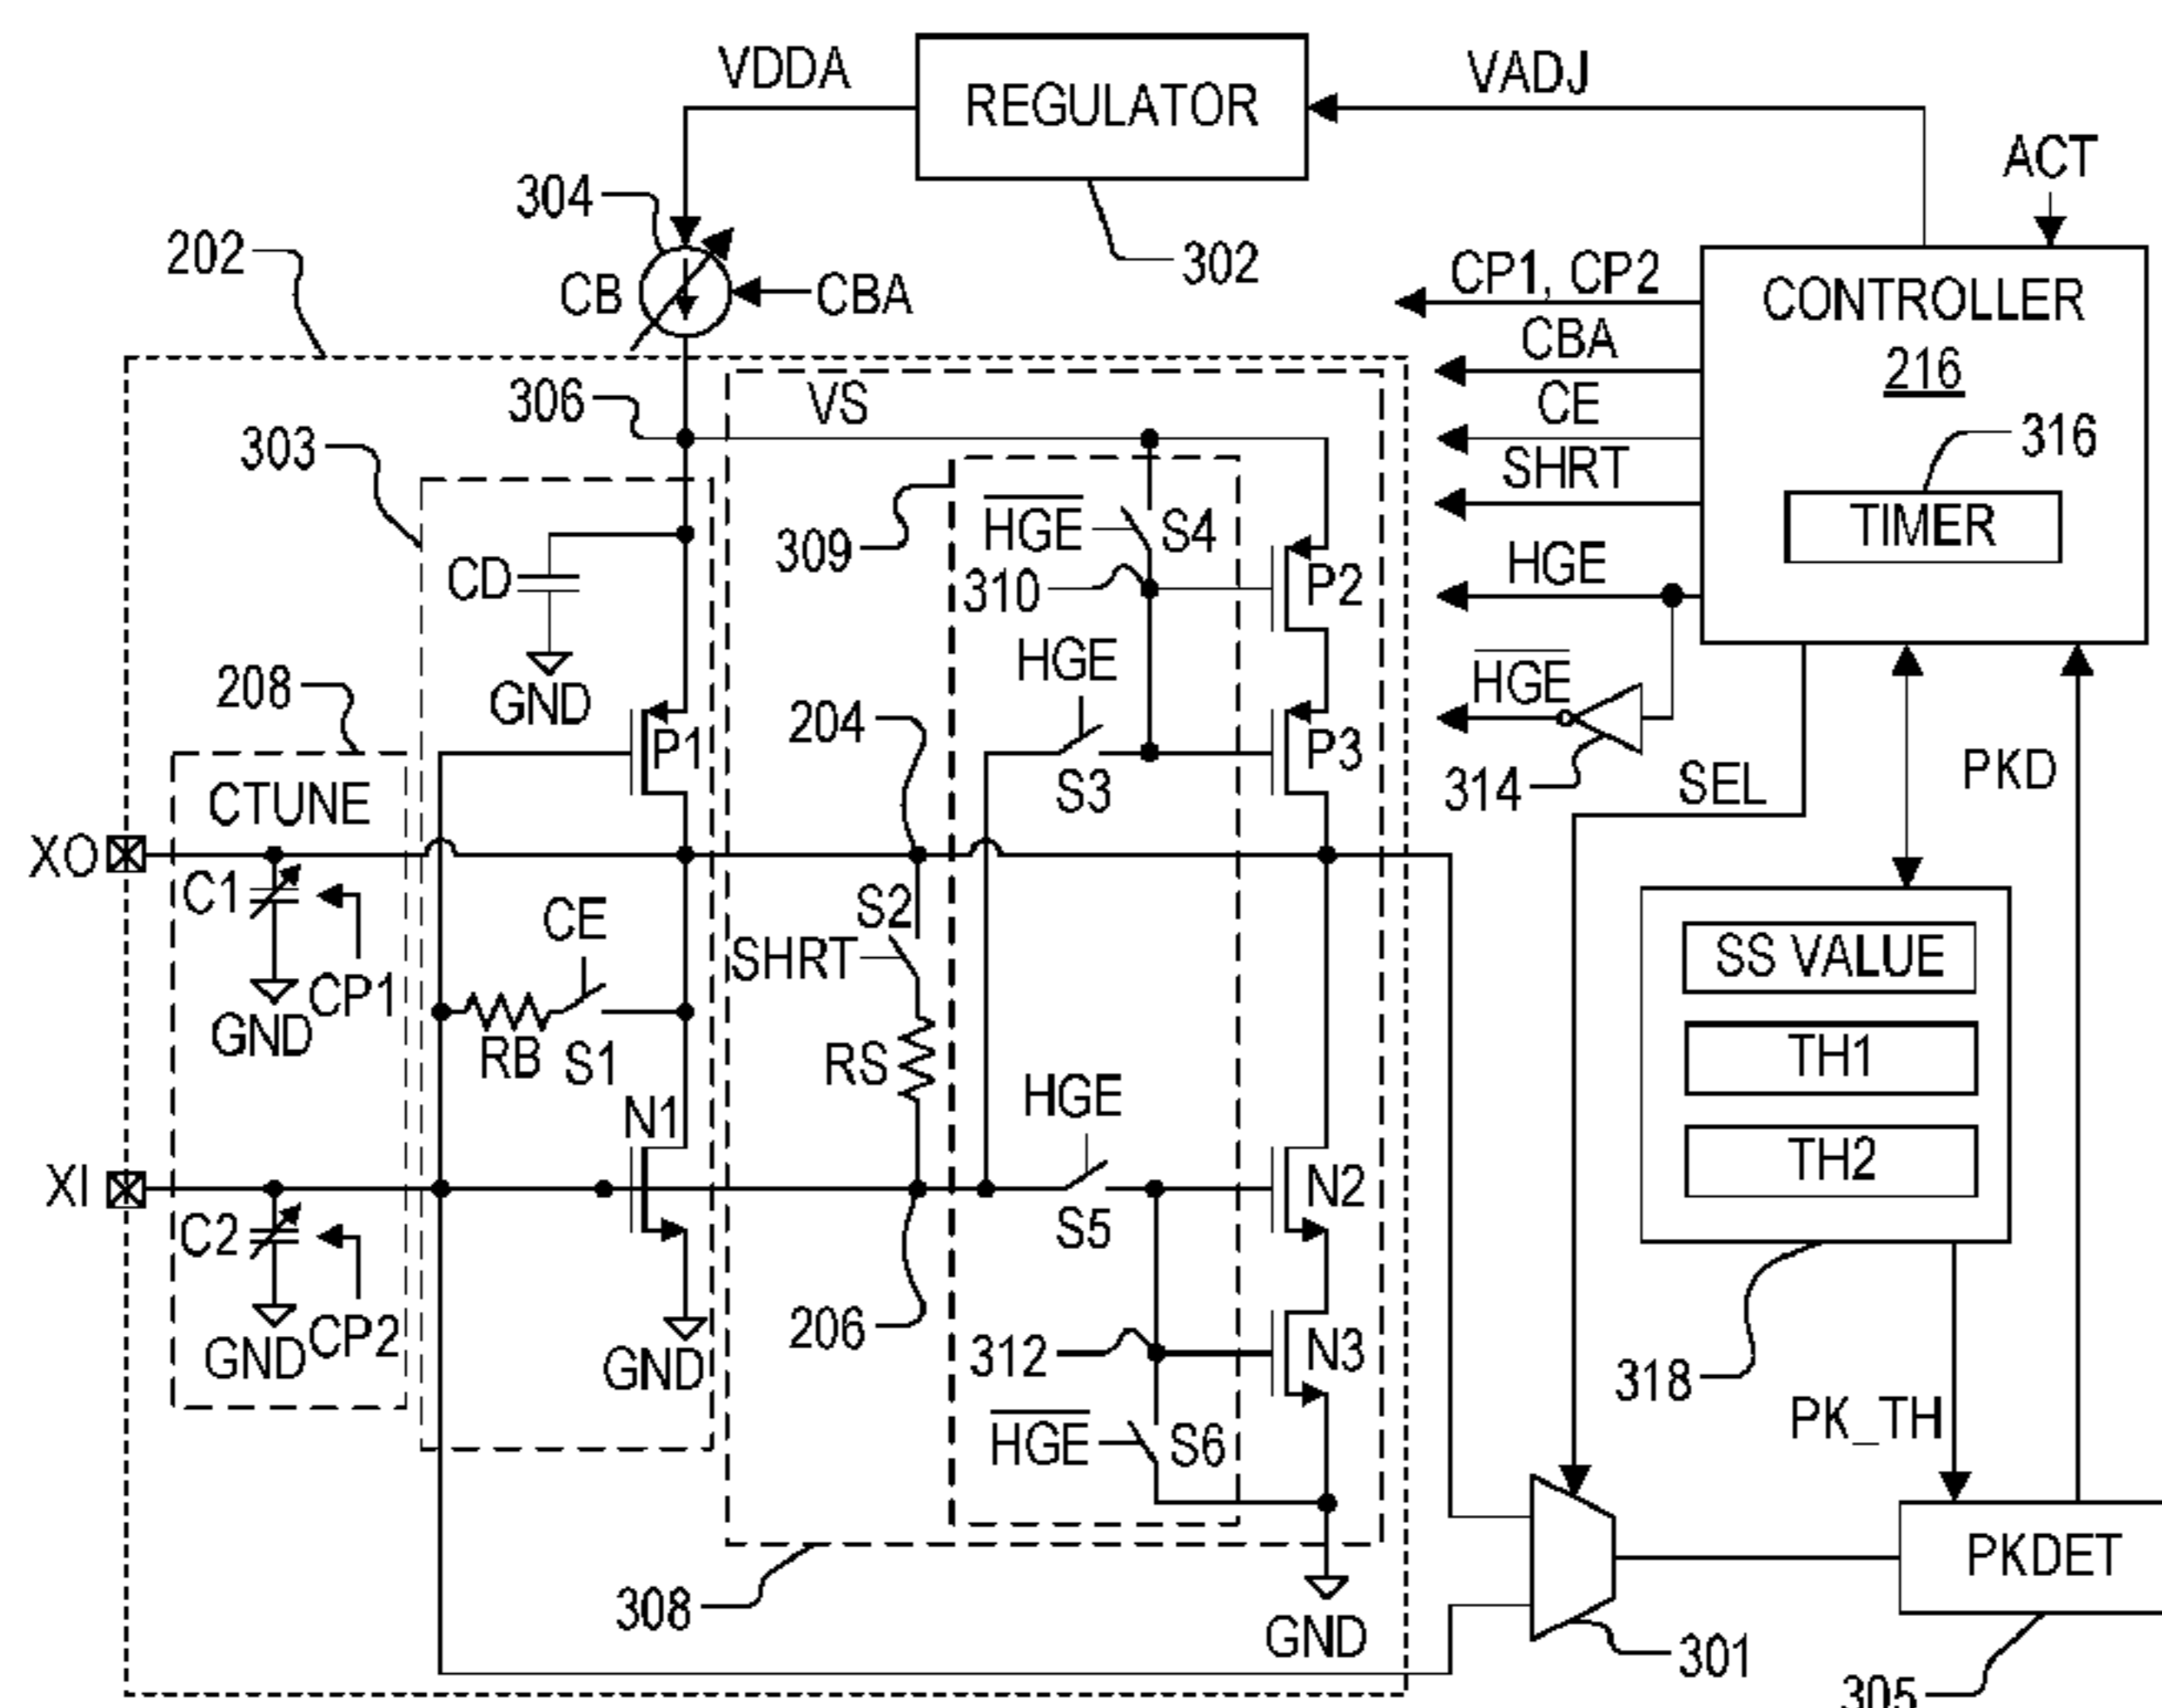 VDDA
REGULATOR
VADJ
ACT
304
202
302
CB
CBA
CP1, CP2
CONTROLLER
216
CBA
306
VS
CE
303
316
SHRT
TIMER
309
HGE
S4
CD
310
P2
HGE
HGE
HGE
208
GND
204
P1
P3
PKD
CTUNE
S3
314
SEL
XO
C1
CE
S2
SHRT
SS VALUE
CP1
GND
RB
S1
RS
TH1
HGE
N1
TH2
XI
N2
C2
S5
206
CP2
GND
GND
312
N3
318
PK_TH
HGE
S6
PKDET
308
GND
301
305